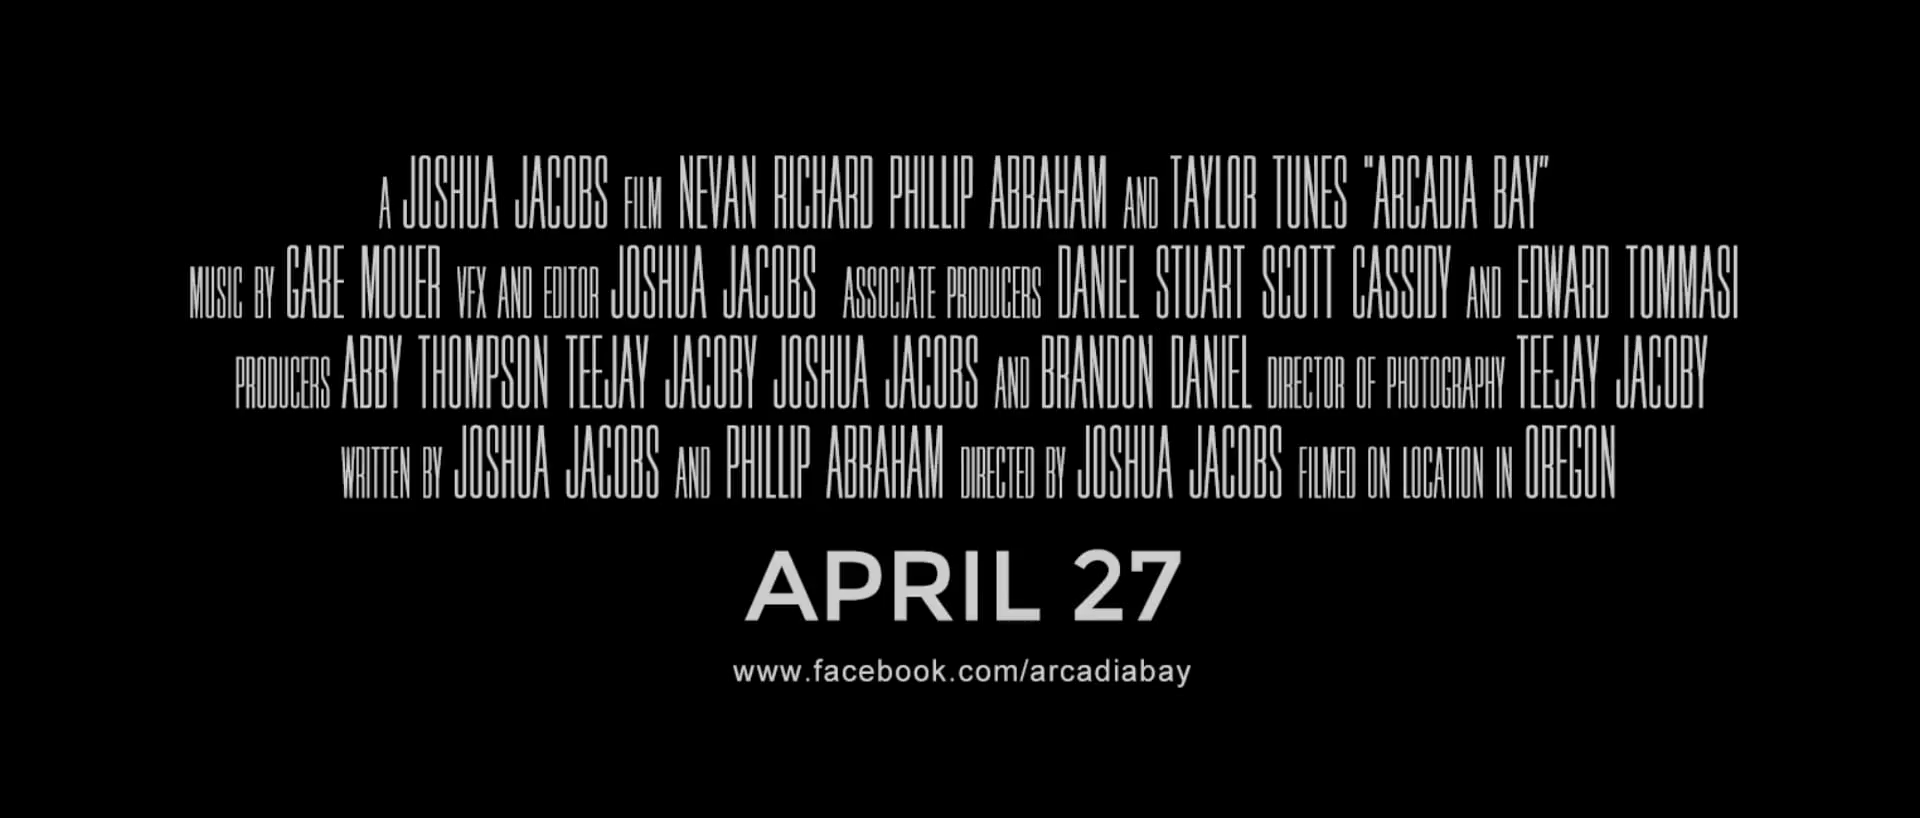 A JOSHUA JACOBS FILM NEVAN RICHARD PHILLIP ABRAHAM AND TAYLOR TUNES "ARCADIA BAY"
MUSIC BY GABE MOUER VFX AND EDITOR JOSHUA JACOBS ASSOCIATE PRODUCERS DANIEL STUART SCOTT CASSIDY AND EDWARD TOMMASI
PRODUCERS ABBY THOMPSON TEEJAY JACOBY JOSHUA JACOBS AND BRANDON DANIEL DIRECTOR OF PHOTOGRAPHY TEEJAY JACOBY
WRITTEN BY JOSHUA JACOBS AND PHILLIP ABRAHAM DIRECTED BY JOSHUA JACOBS FILMED ON LOCATION IN OREGON
APRIL 27
www.facebook.com/arcadiabay